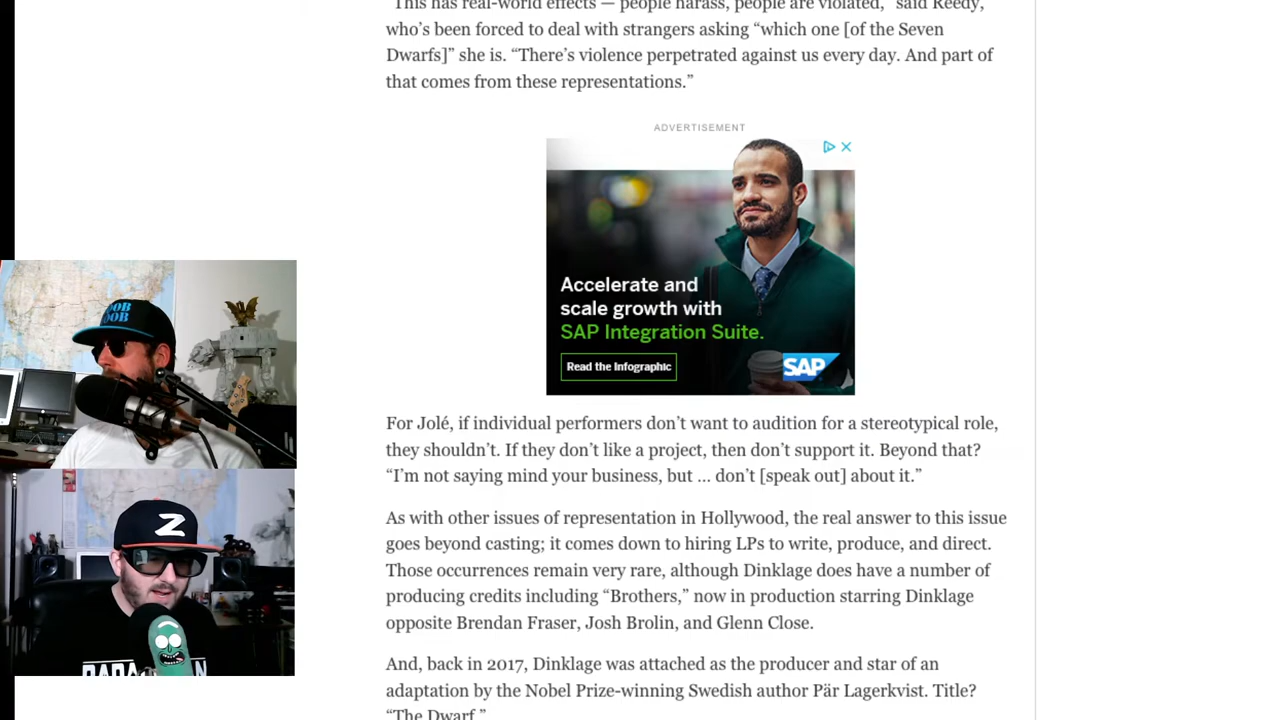 "This has real-world effects — people harass, people are violated," said Reedy,
who's been forced to deal with strangers asking "which one [of the Seven
Dwarfs]" she is. "There's violence perpetrated against us every day. And part of
that comes from these representations."
ADVERTISEMENT
Accelerate and
scale growth with
SAP Integration Suite.
Read the Infographic
SAP
For Jolé, if individual performers don't want to audition for a stereotypical role,
they shouldn't. If they don't like a project, then don't support it. Beyond that?
"I'm not saying mind your business, but ... don't [speak out] about it."
As with other issues of representation in Hollywood, the real answer to this issue
goes beyond casting; it comes down to hiring LPs to write, produce, and direct.
Those occurrences remain very rare, although Dinklage does have a number of
producing credits including "Brothers," now in production starring Dinklage
opposite Brendan Fraser, Josh Brolin, and Glenn Close.
And, back in 2017, Dinklage was attached as the producer and star of an
adaptation by the Nobel Prize-winning Swedish author Pär Lagerkvist. Title?
"The Dwarf."
Z